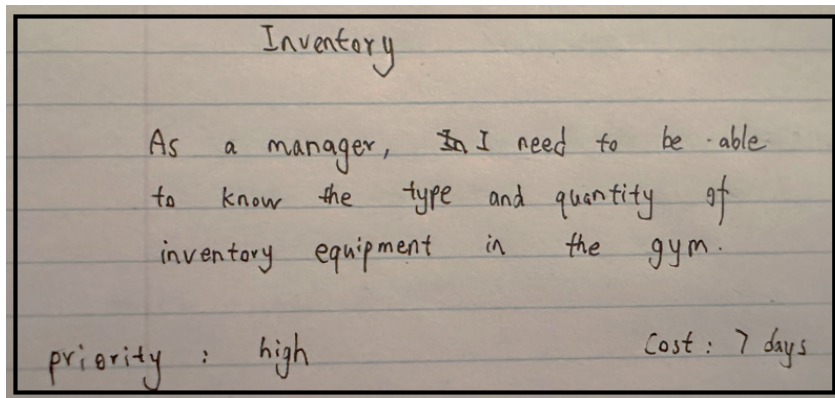 Inventory
As a manager, I need to be able
to know the type and quantity of
inventory equipment in the gym.
priority : high Cost : 7 days